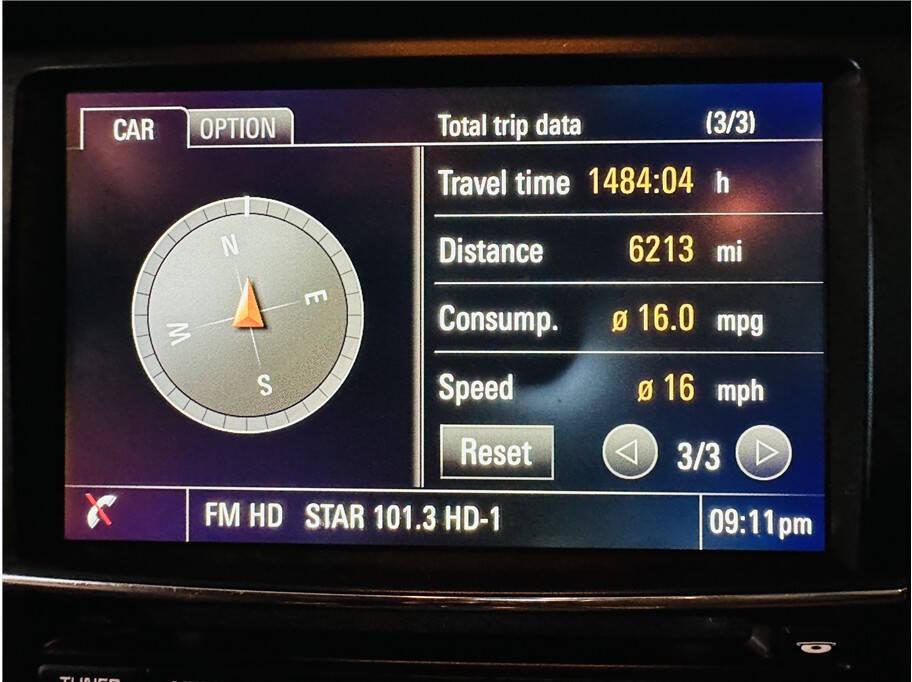 CAR OPTION Total trip data (3/3)
Travel time 1484:04 h
Distance 6213 mi
Consump. ø 16.0 mpg
Speed ø 16 mph
Reset 3/3
N
E
W
S
FM HD STAR 101.3 HD-1 09:11pm
TUNER